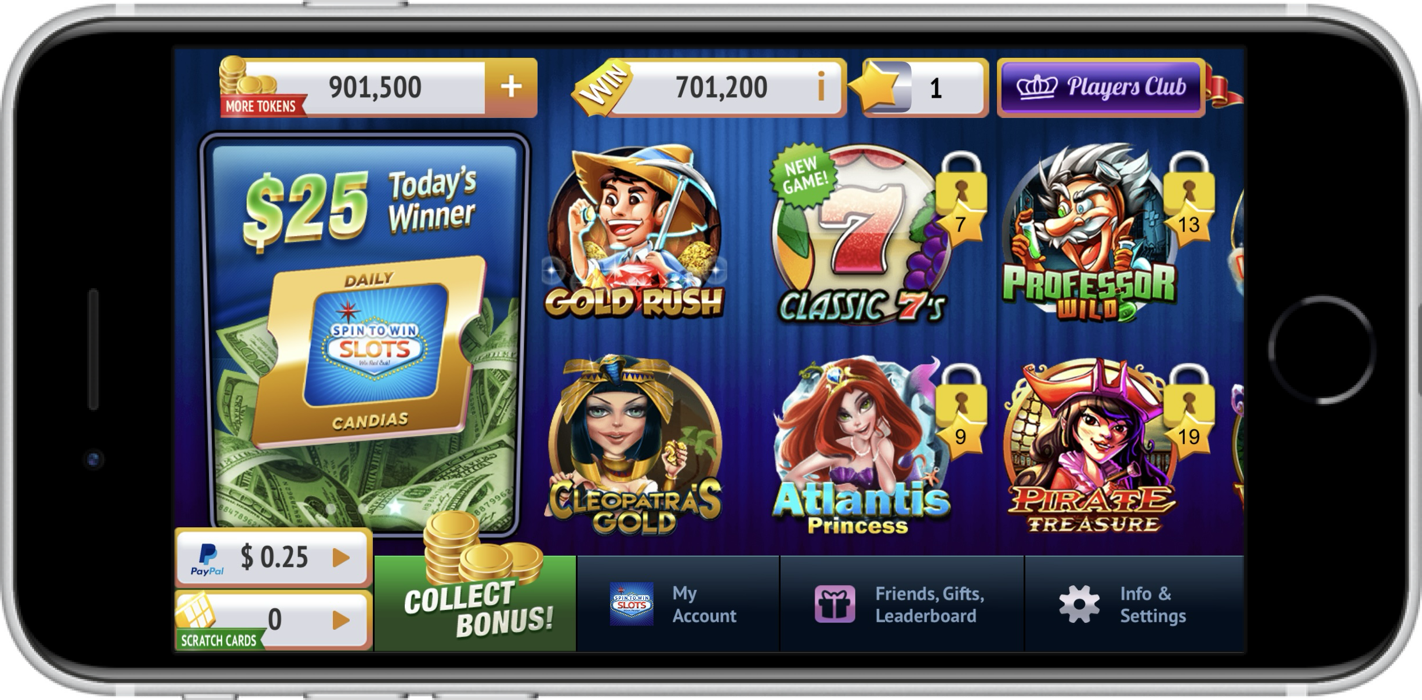 901,500
+
MORE TOKENS
WIN
701,200
i
1
Players Club
$25
Today's
Winner
DAILY
SPIN TO WIN
SLOTS
CANDIAS
GOLD RUSH
NEW
GAME!
7
CLASSIC 7's
7
PROFESSOR
WILD
13
CLEOPATRA'S
GOLD
Atlantis
Princess
9
PIRATE
TREASURE
19
PayPal
$ 0.25
SCRATCH CARDS
0
COLLECT
BONUS!
SLOTS
My
Account
Friends, Gifts,
Leaderboard
Info &
Settings